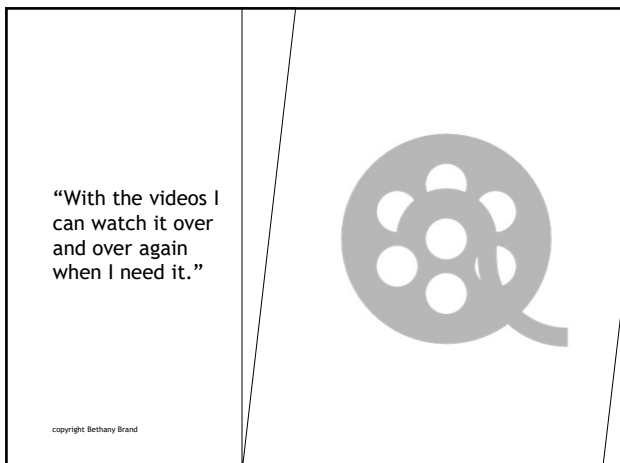 “With the videos I
can watch it over
and over again
when I need it.”
copyright Bethany Brand